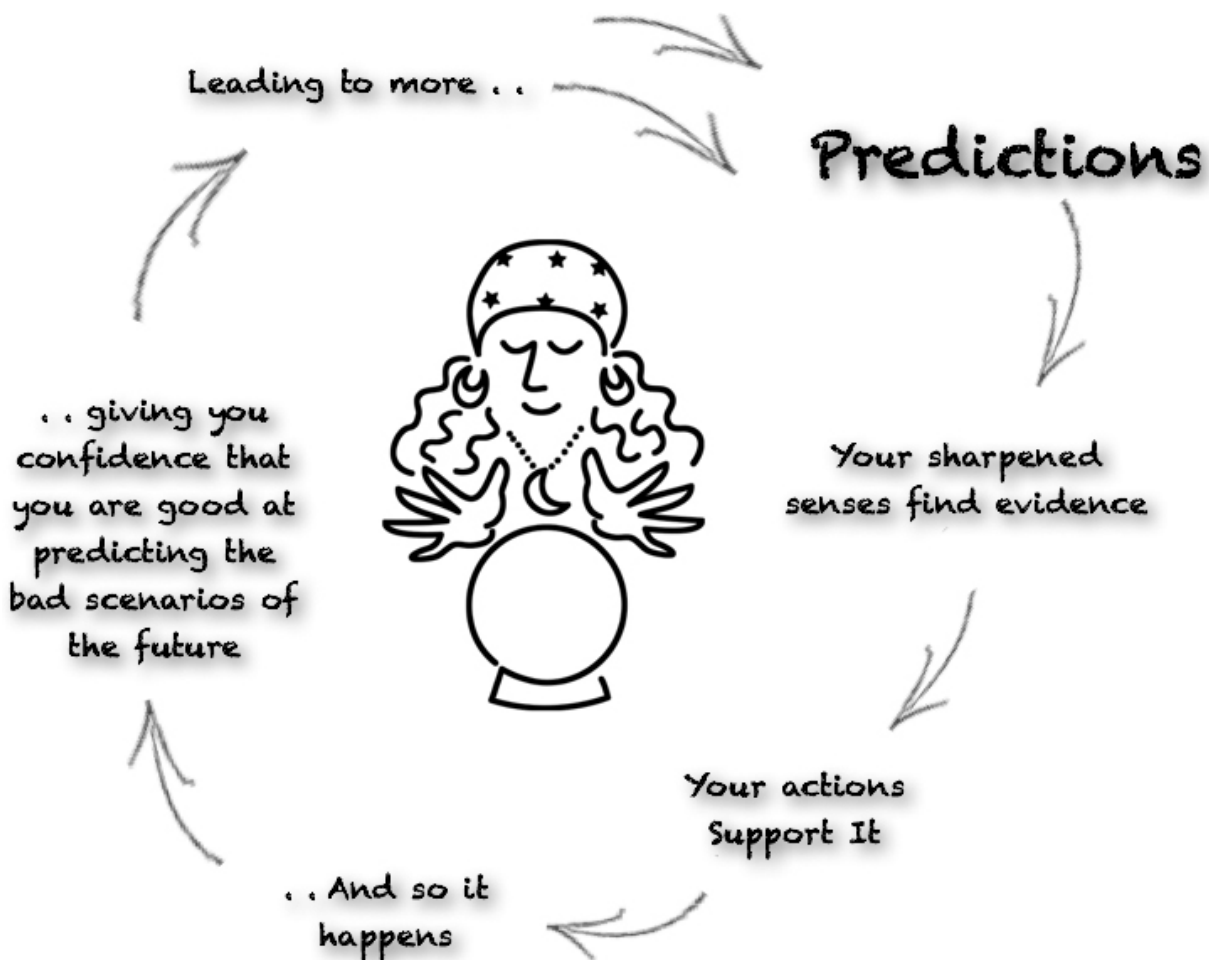 Leading to more . .
Predictions
Your sharpened
senses find evidence
Your actions
Support It
. . And so it
happens
. . giving you
confidence that
you are good at
predicting the
bad scenarios of
the future